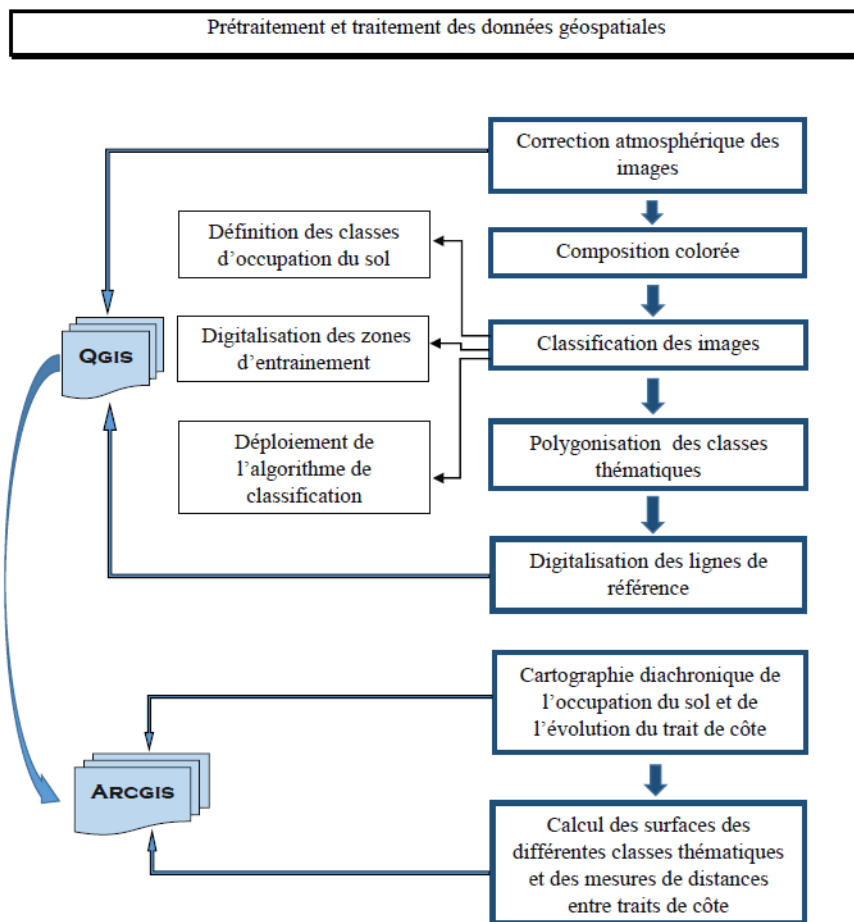 Prétraitement et traitement des données géospatiales
Correction atmosphérique des
images
Définition des classes
d'occupation du sol
Composition colorée
Digitalisation des zones
d'entrainement
Classification des images
QGIS
Déploiement de
l'algorithme de
classification
Polygonisation des classes
thématiques
Digitalisation des lignes de
référence
Cartographie diachronique de
l'occupation du sol et de
l'évolution du trait de côte
ARCGIS
Calcul des surfaces des
différentes classes thématiques
et des mesures de distances
entre traits de côte